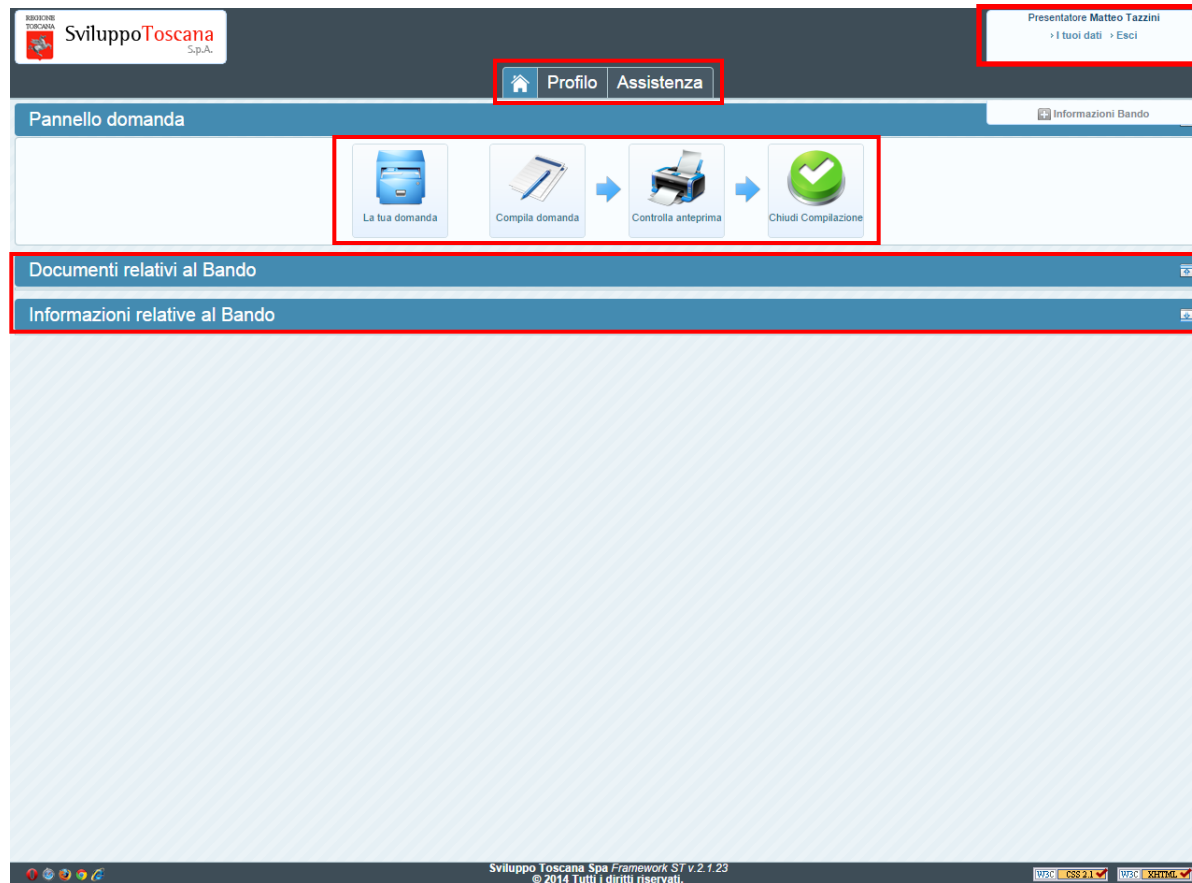 REGIONE
TOSCANA
SviluppoToscana
S.p.A.
Presentatore Matteo Tazzini
› I tuoi dati › Esci
Profilo Assistenza
Pannello domanda
Informazioni Bando
La tua domanda
Compila domanda
Controlla anteprima
Chiudi Compilazione
Documenti relativi al Bando
Informazioni relative al Bando
Sviluppo Toscana Spa Framework ST v.2.1.23
© 2014 Tutti i diritti riservati.
W3C CSS 2.1
W3C XHTML